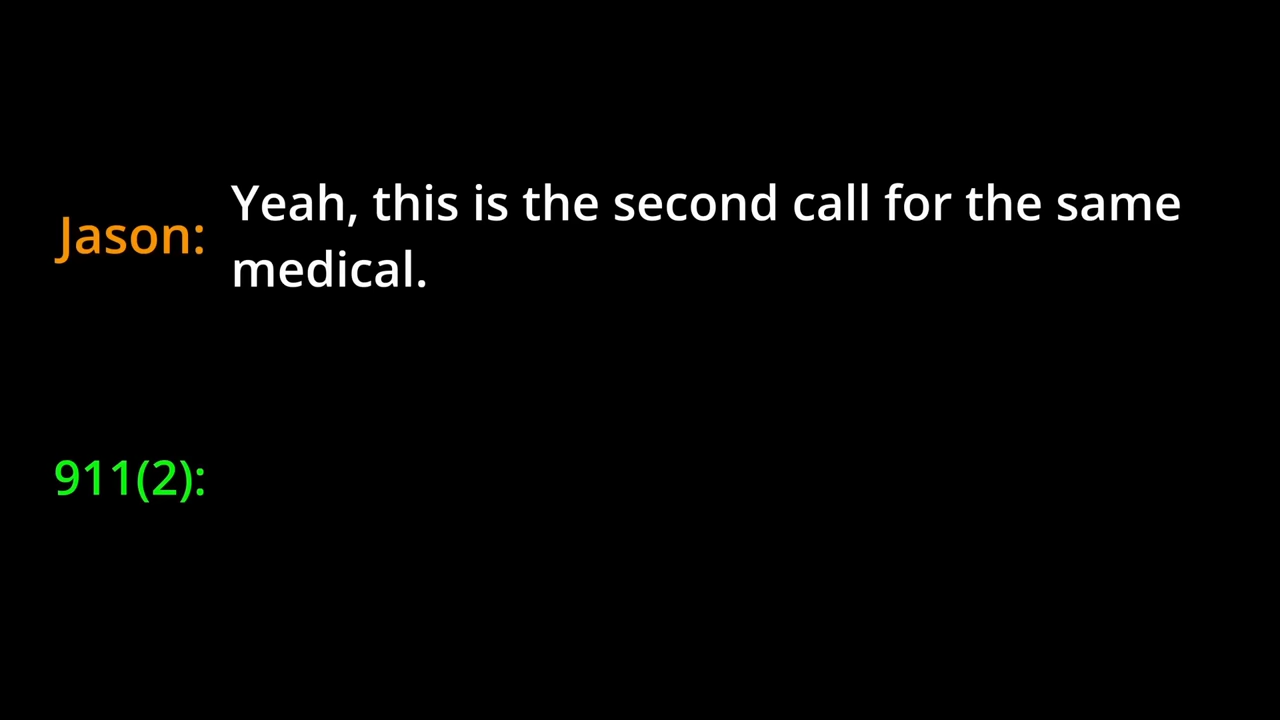 Jason: Yeah, this is the second call for the same
medical.
911(2):